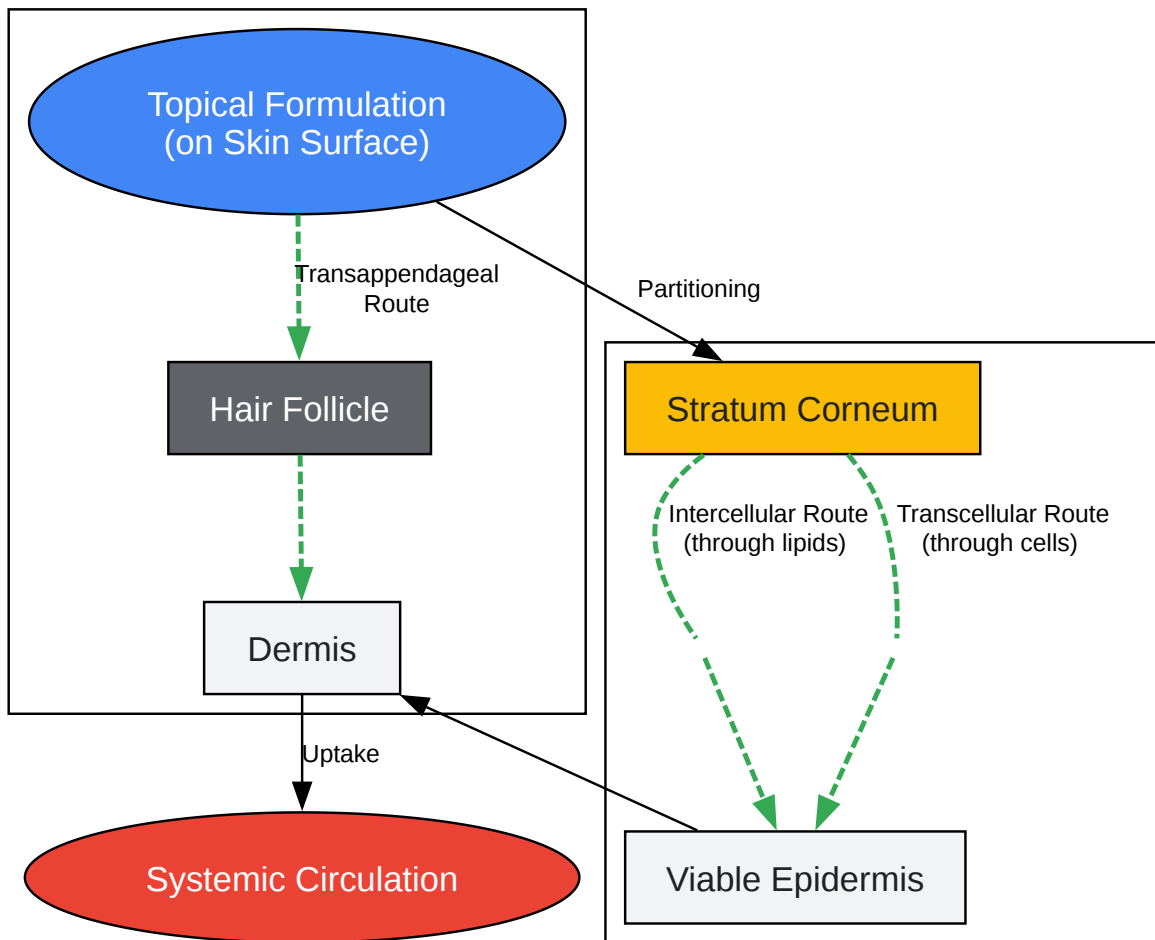 Topical Formulation
(on Skin Surface)
Transappendageal
Route
Partitioning
Hair Follicle
Stratum Corneum
Intercellular Route
(through lipids)
Transcellular Route
(through cells)
Dermis
Uptake
Systemic Circulation
Viable Epidermis